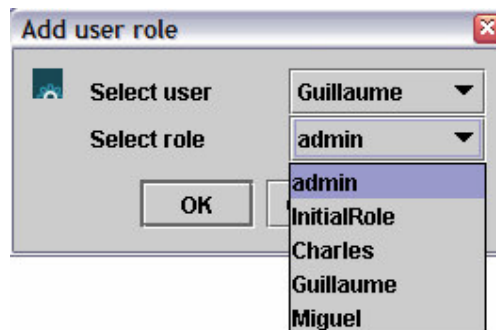 Add user role
Select user
Guillaume
Select role
admin
OK
admin
InitialRole
Charles
Guillaume
Miguel